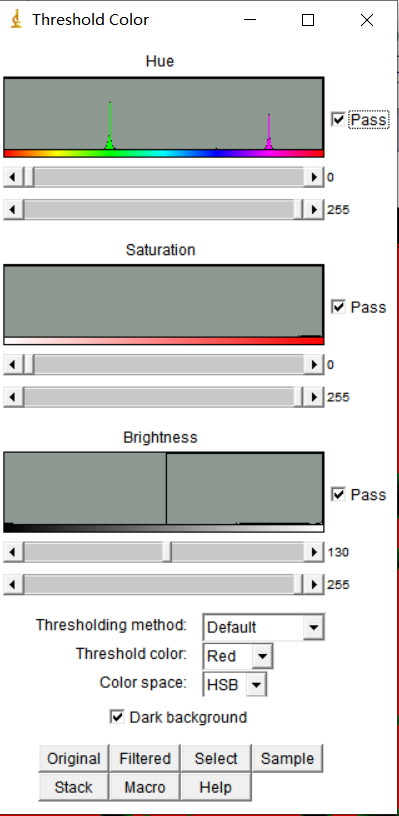 Threshold Color
Hue
Pass
0
255
Saturation
Pass
0
255
Brightness
Pass
130
255
Thresholding method: Default
Threshold color: Red
Color space: HSB
Dark background
Original Filtered Select Sample
Stack Macro Help